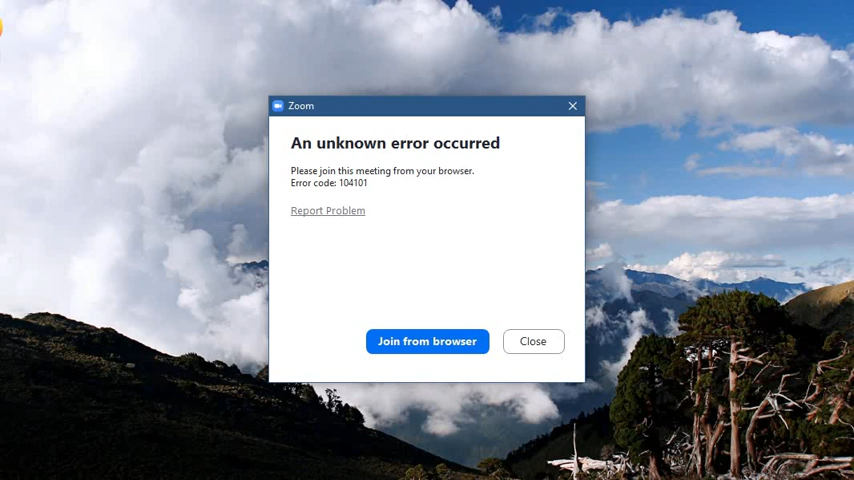 Zoom
An unknown error occurred
Please join this meeting from your browser.
Error code: 104101
Report Problem
Join from browser
Close